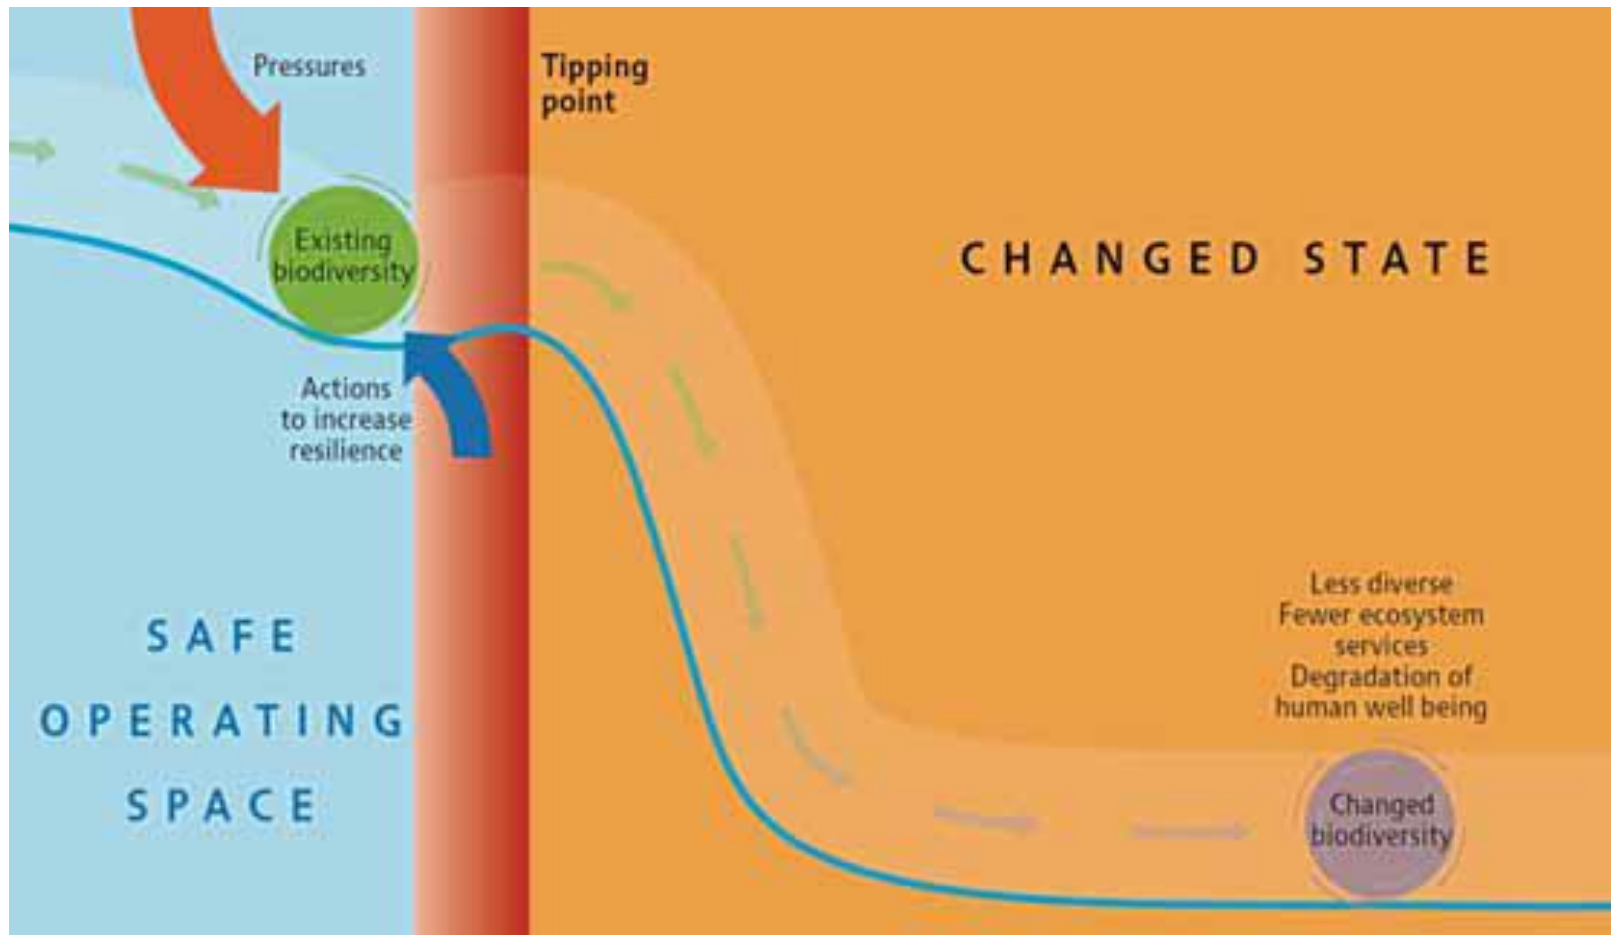 Pressures
Tipping
point
Existing
biodiversity
CHANGED STATE
Actions
to increase
resilience
SAFE
OPERATING
SPACE
Less diverse
Fewer ecosystem
services
Degradation of
human well being
Changed
biodiversity